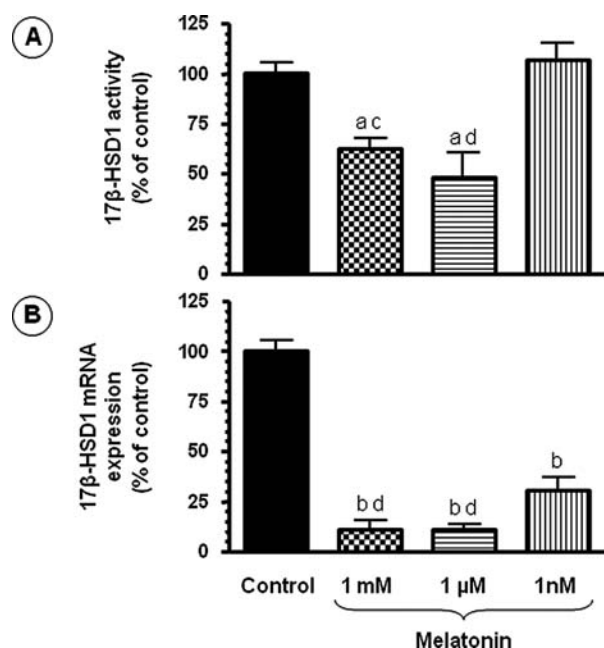 A
17β-HSD1 activity
(% of control)
125
100
75
50
25
0
a c
a d
B
17β-HSD1 mRNA
expression
(% of control)
125
100
75
50
25
0
b d
b d
b
Control
1 mM
1 µM
1nM
Melatonin